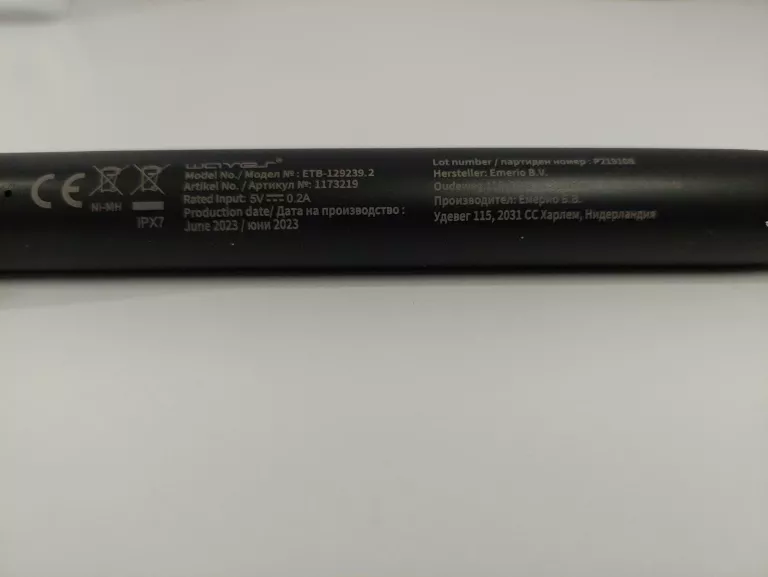 CE
Ni-MH
IPX7
waves®
Model No./ Модел № : ETB-129239.2
Artikel No. / Артикул №: 1173219
Rated Input: 5V⎓0.2A
Production date/ Дата на производство :
June 2023 / юни 2023
Lot number / партиден номер :
Hersteller: Emerio B.V.
Производител: Емерио Б.В.
Удевег 115, 2031 СС Харлем, Нидерландия